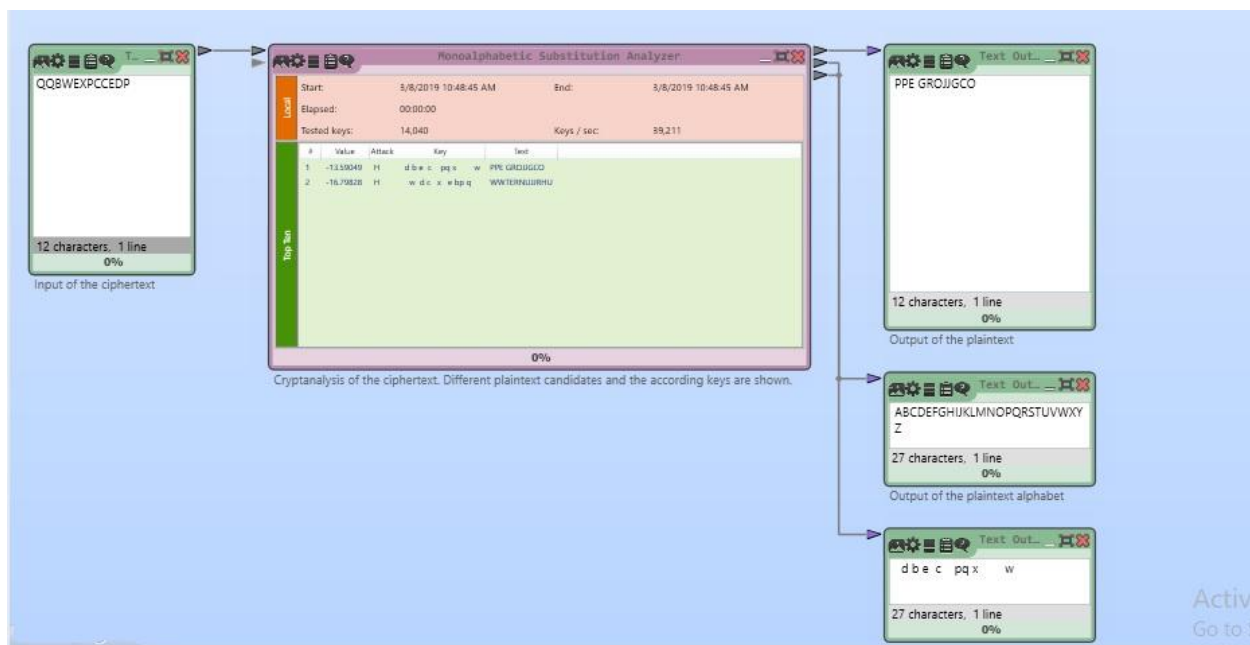 T…
QQBWEXPCCEDP
12 characters, 1 line
0%
Input of the ciphertext
Monoalphabetic Substitution Analyzer
Local
Start: 3/8/2019 10:48:45 AM End: 3/8/2019 10:48:45 AM
Elapsed: 00:00:00
Tested keys: 14,040 Keys / sec: 39,211
Top Ten
# Value Attack Key Text
1 -13.59049 H d b e c pq x w PPE GROJJGCO
2 -16.79828 H w d c x e b p q WWTERNUJJRHU
0%
Cryptanalysis of the ciphertext. Different plaintext candidates and the according keys are shown.
Text Out…
PPE GROJJGCO
12 characters, 1 line
0%
Output of the plaintext
Text Out…
ABCDEFGHIJKLMNOPQRSTUVWXY
Z
27 characters, 1 line
0%
Output of the plaintext alphabet
Text Out…
d b e c pq x w
27 characters, 1 line
0%
Activ
Go to